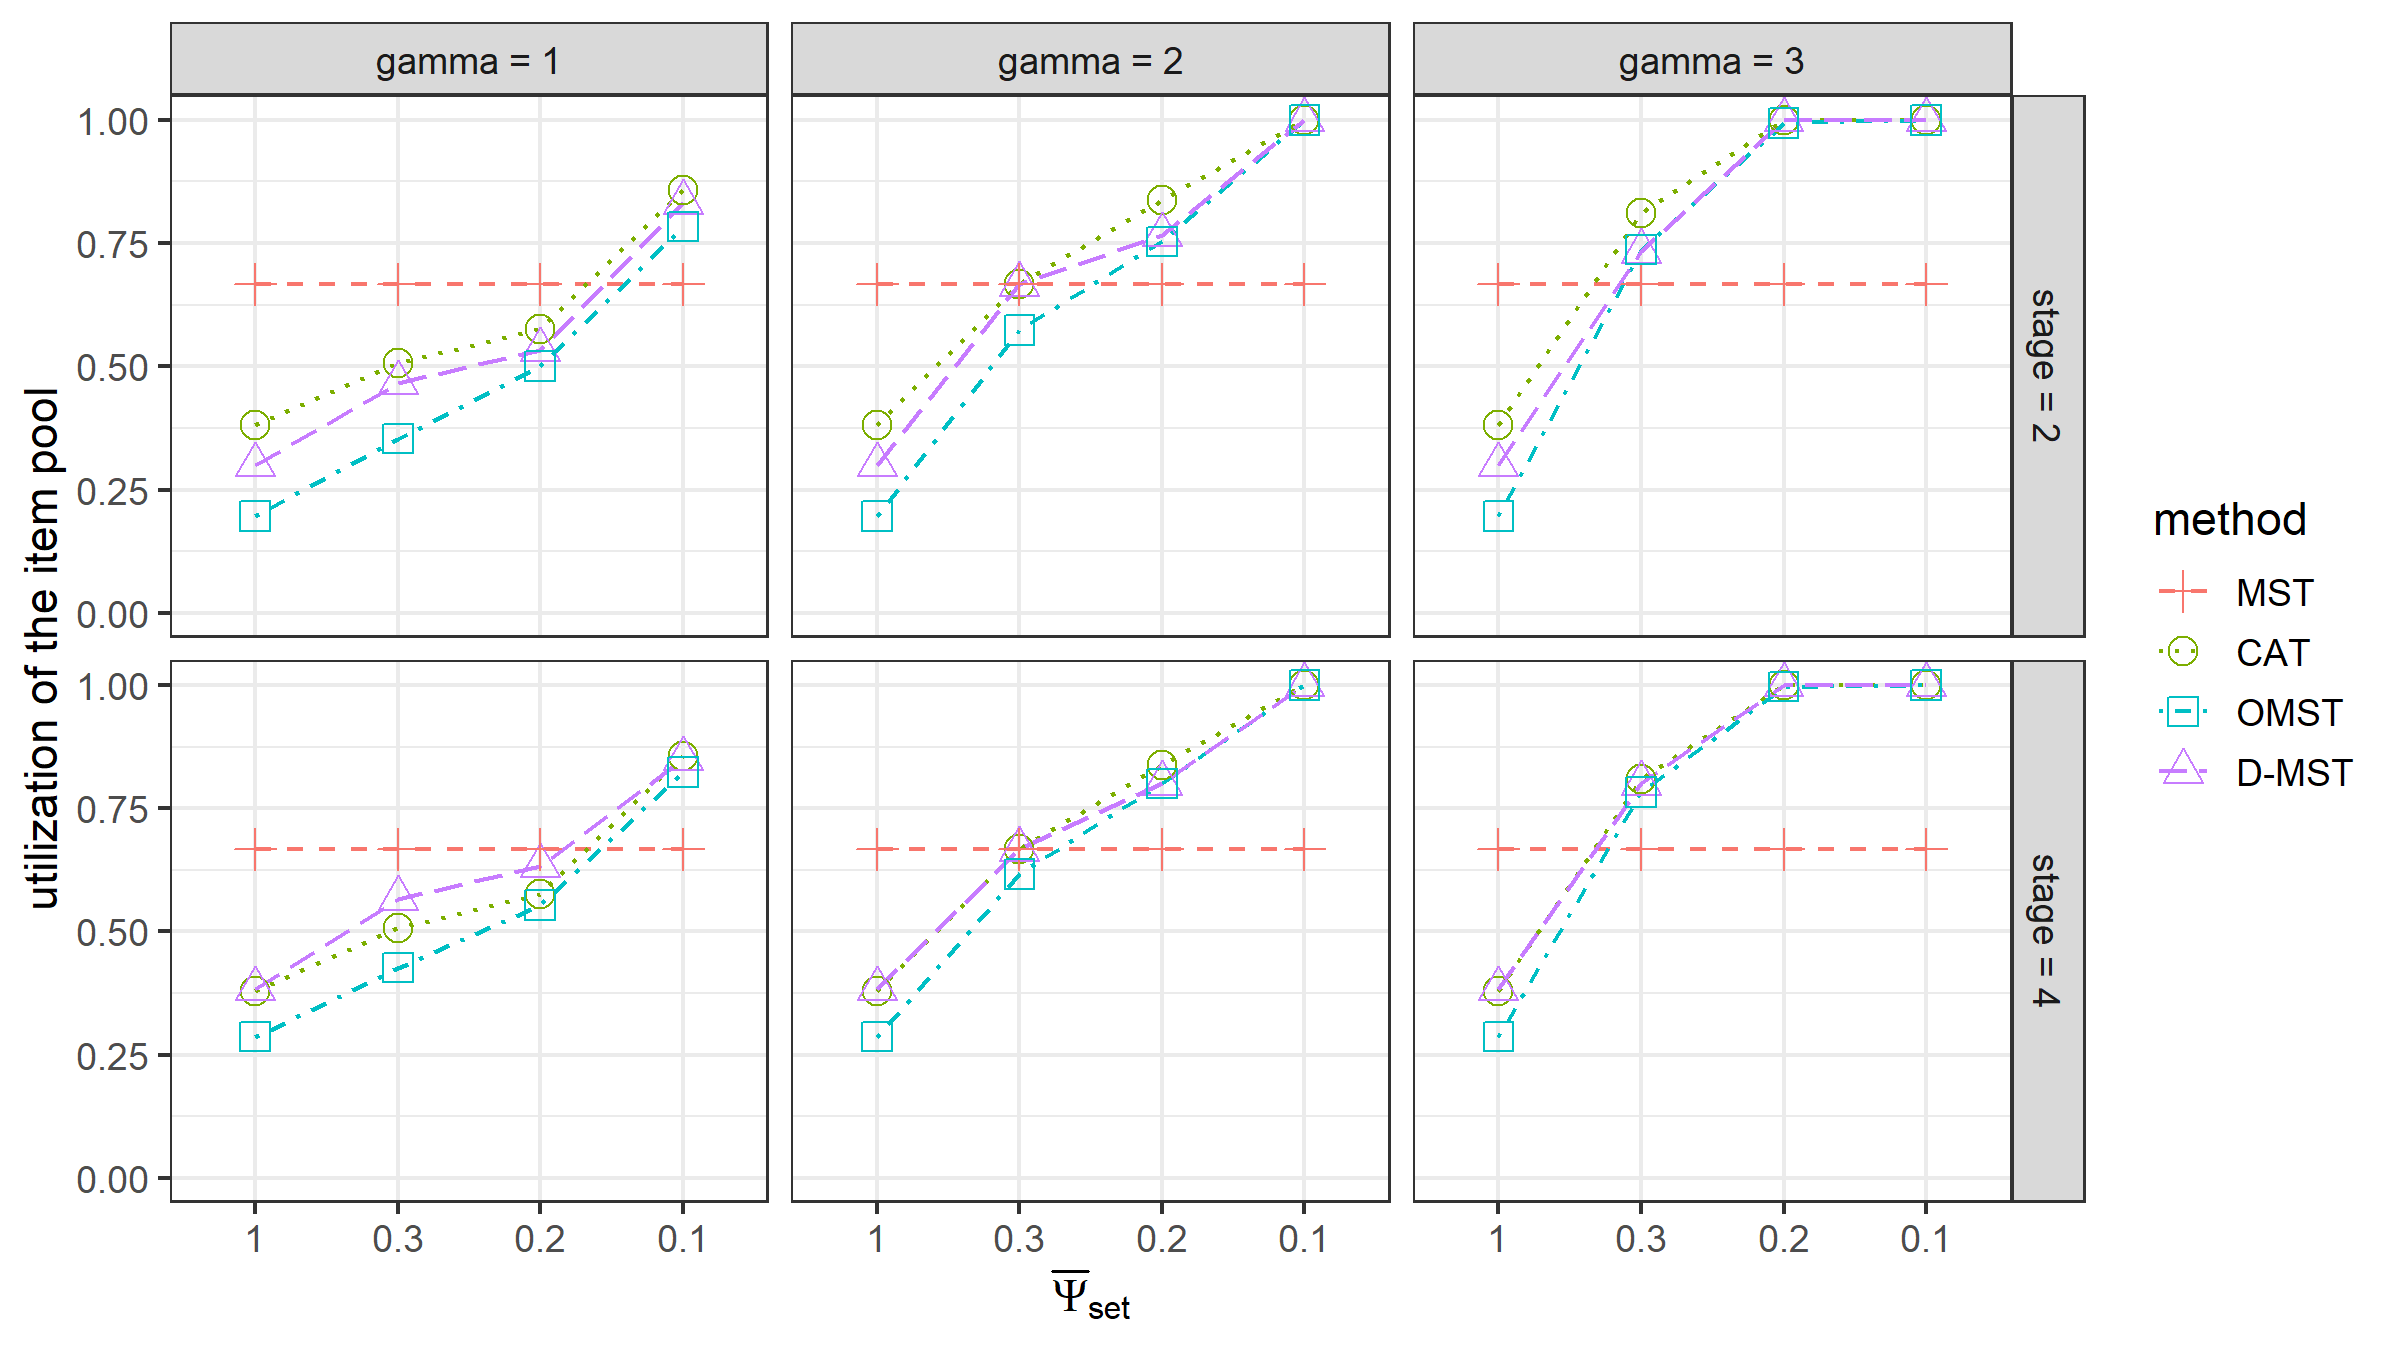 gamma = 1
gamma = 2
gamma = 3
1.00
0.75
0.50
0.25
0.00
stage = 2
1.00
0.75
0.50
0.25
0.00
stage = 4
utilization of the item pool
1 0.3 0.2 0.1
1 0.3 0.2 0.1
1 0.3 0.2 0.1
Ψ̅set
method
MST
CAT
OMST
D-MST